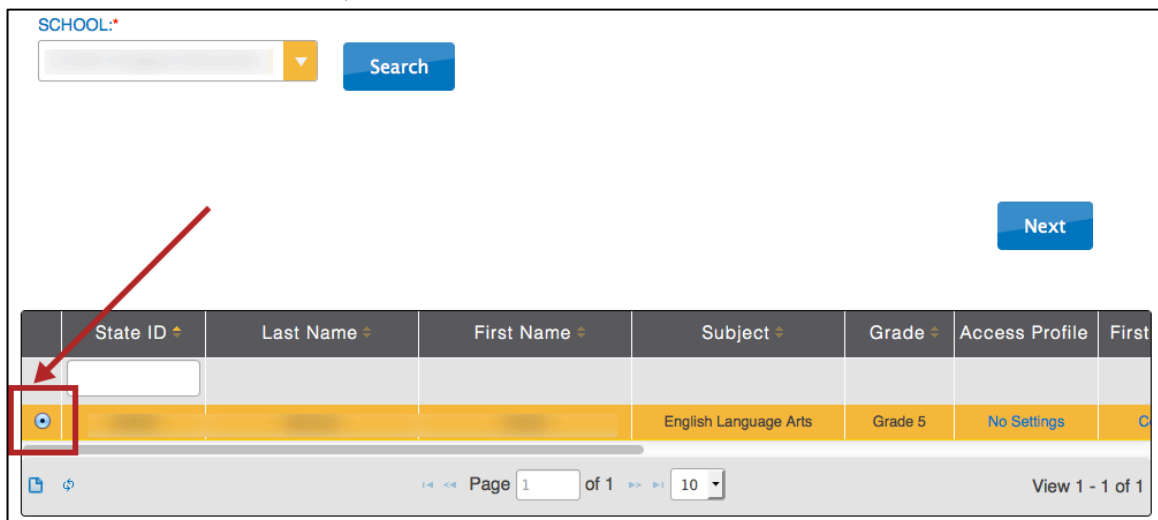 SCHOOL:*
Search
Next
State ID Last Name First Name Subject Grade Access Profile First
English Language Arts Grade 5 No Settings
Page 1 of 1 10 View 1 - 1 of 1